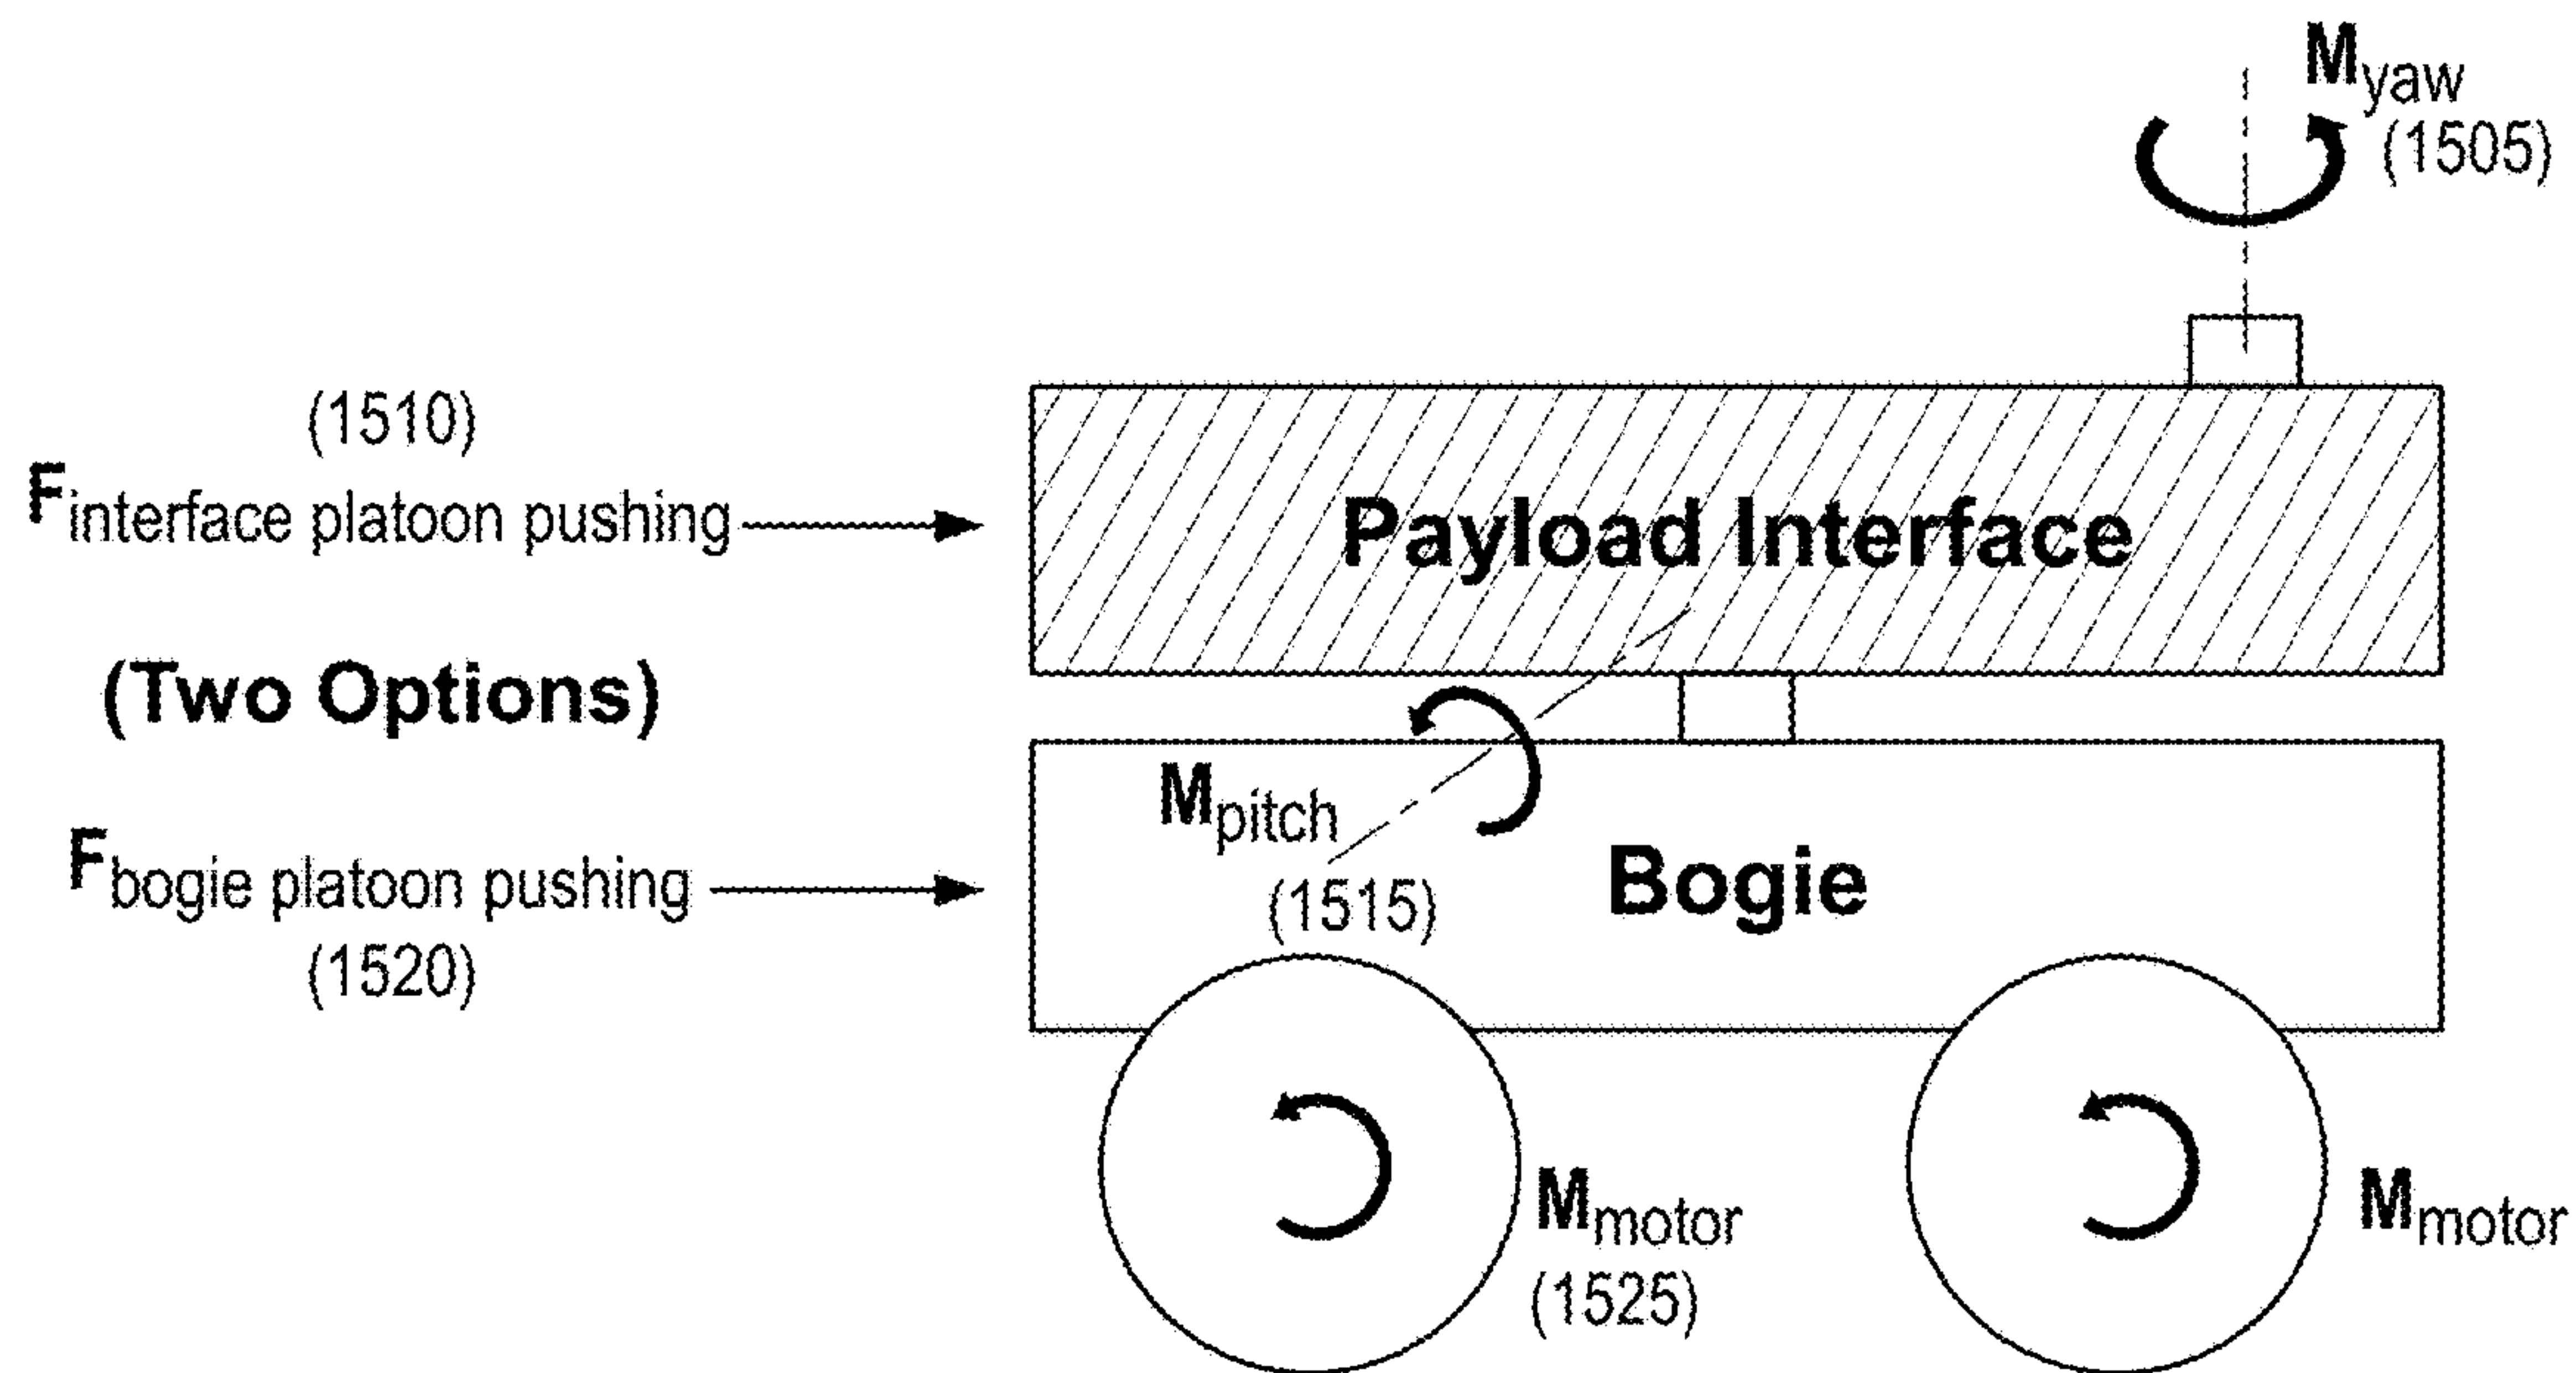 Myaw
(1505)
(1510)
Finterface platoon pushing
Payload Interface
(Two Options)
Mpitch
(1515)
Fbogie platoon pushing
(1520)
Bogie
Mmotor
(1525)
Mmotor